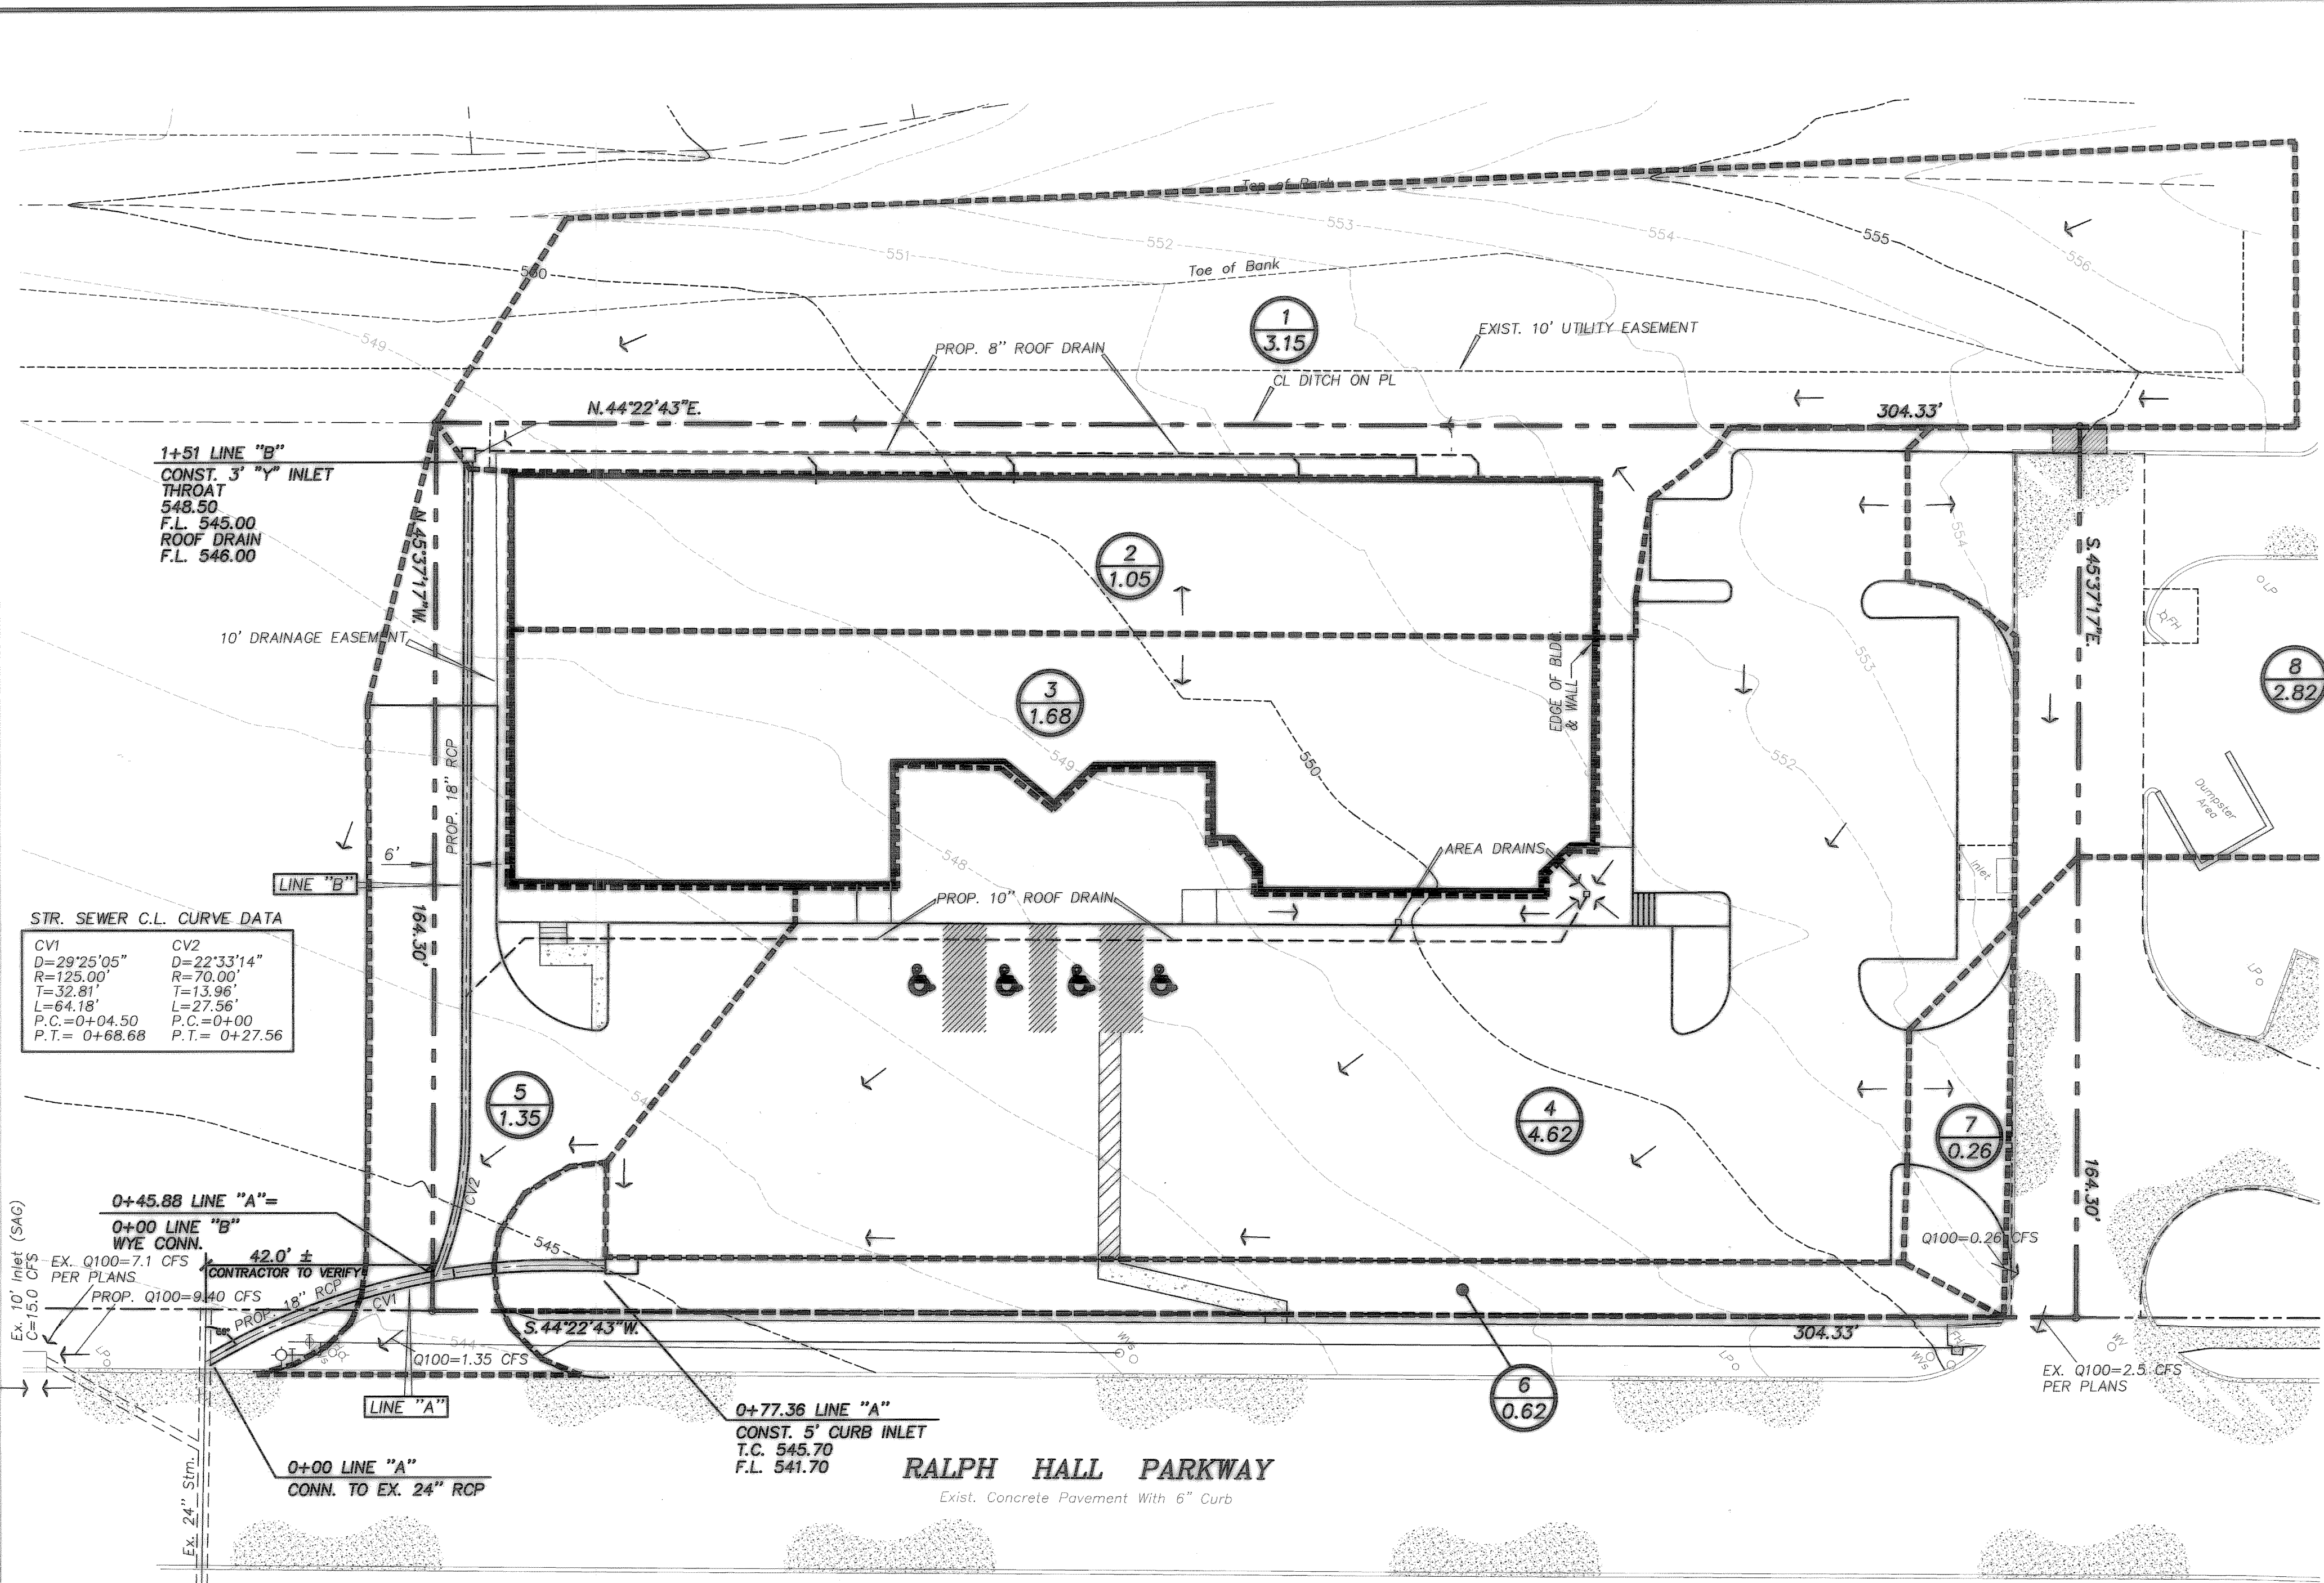 Top of Bank
551
552
553
554
555
556
550
Toe of Bank
549
1
3.15
EXIST. 10' UTILITY EASEMENT
PROP. 8" ROOF DRAIN
CL DITCH ON PL
N.44°22'43"E.
304.33'
1+51 LINE "B"
CONST. 3' "Y" INLET
THROAT
548.50
F.L. 545.00
ROOF DRAIN
F.L. 546.00
N.45°37'17"W.
2
1.05
554
S.45°37'17"E.
LP
FH
10' DRAINAGE EASEMENT
EDGE OF BLDG.
& WALL
553
3
1.68
8
2.82
PROP. 18" RCP
549
550
552
Dumpster
Area
6'
548
AREA DRAINS
Inlet
LINE "B"
PROP. 10" ROOF DRAIN
164.30'
STR. SEWER C.L. CURVE DATA
CV1 CV2
D=29°25'05" D=22°33'14"
R=125.00' R=70.00'
T=32.81' T=13.96'
L=64.18' L=27.56'
P.C.=0+04.50 P.C.=0+00
P.T.= 0+68.68 P.T.= 0+27.56
LP
5
1.35
4
4.62
7
0.26
CV2
164.30'
0+45.88 LINE "A"=
0+00 LINE "B"
WYE CONN.
545
Ex. 10' Inlet (SAG)
C=15.0 CFS
EX. Q100=7.1 CFS
PER PLANS
42.0' ±
CONTRACTOR TO VERIFY
Q100=0.26 CFS
PROP. Q100=9.40 CFS
PROP. 18" RCP
CV1
60°
544
S.44°22'43"W.
304.33'
Q100=1.35 CFS
LP
WVs
LP
WVs
FH
WV
EX. Q100=2.5 CFS
PER PLANS
6
0.62
LINE "A"
0+77.36 LINE "A"
CONST. 5' CURB INLET
T.C. 545.70
F.L. 541.70
RALPH HALL PARKWAY
Exist. Concrete Pavement With 6" Curb
0+00 LINE "A"
CONN. TO EX. 24" RCP
Ex. 24" Stm.